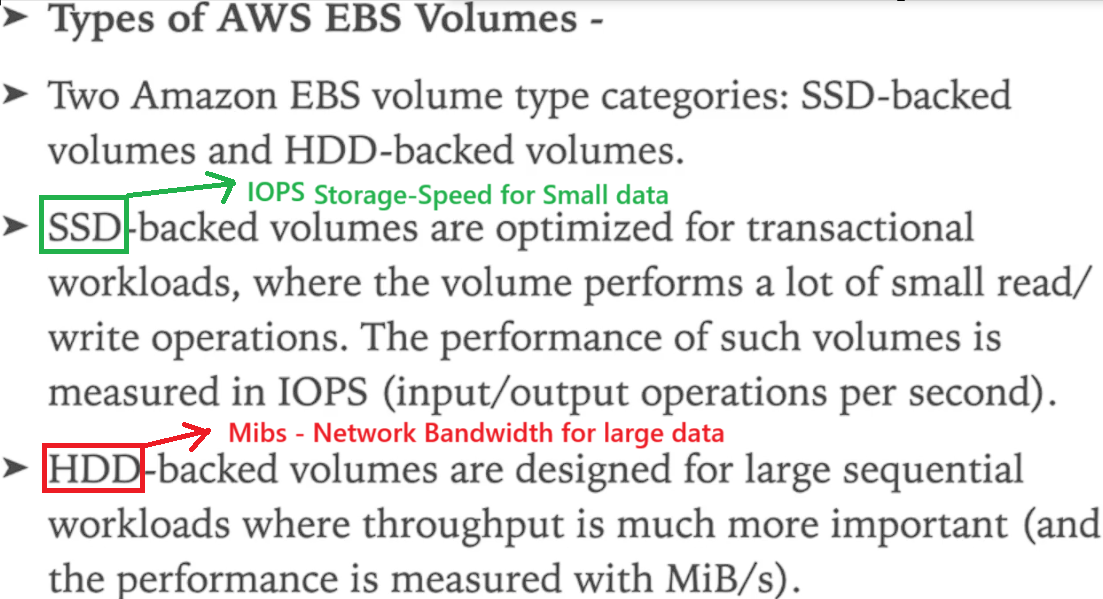 ➤ Types of AWS EBS Volumes -
➤ Two Amazon EBS volume type categories: SSD-backed
volumes and HDD-backed volumes.
IOPS Storage-Speed for Small data
➤ SSD-backed volumes are optimized for transactional
workloads, where the volume performs a lot of small read/
write operations. The performance of such volumes is
measured in IOPS (input/output operations per second).
Mibs - Network Bandwidth for large data
➤ HDD-backed volumes are designed for large sequential
workloads where throughput is much more important (and
the performance is measured with MiB/s).